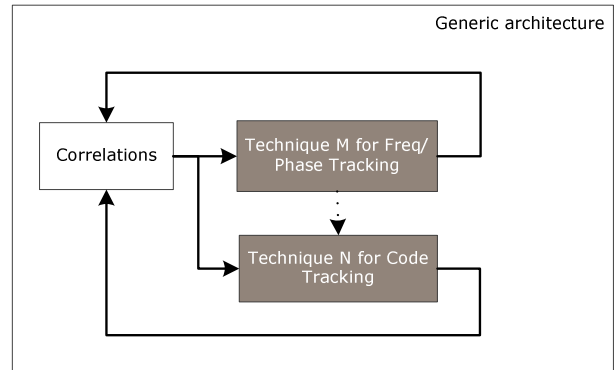 Generic architecture
Correlations
Technique M for Freq/
Phase Tracking
Technique N for Code
Tracking